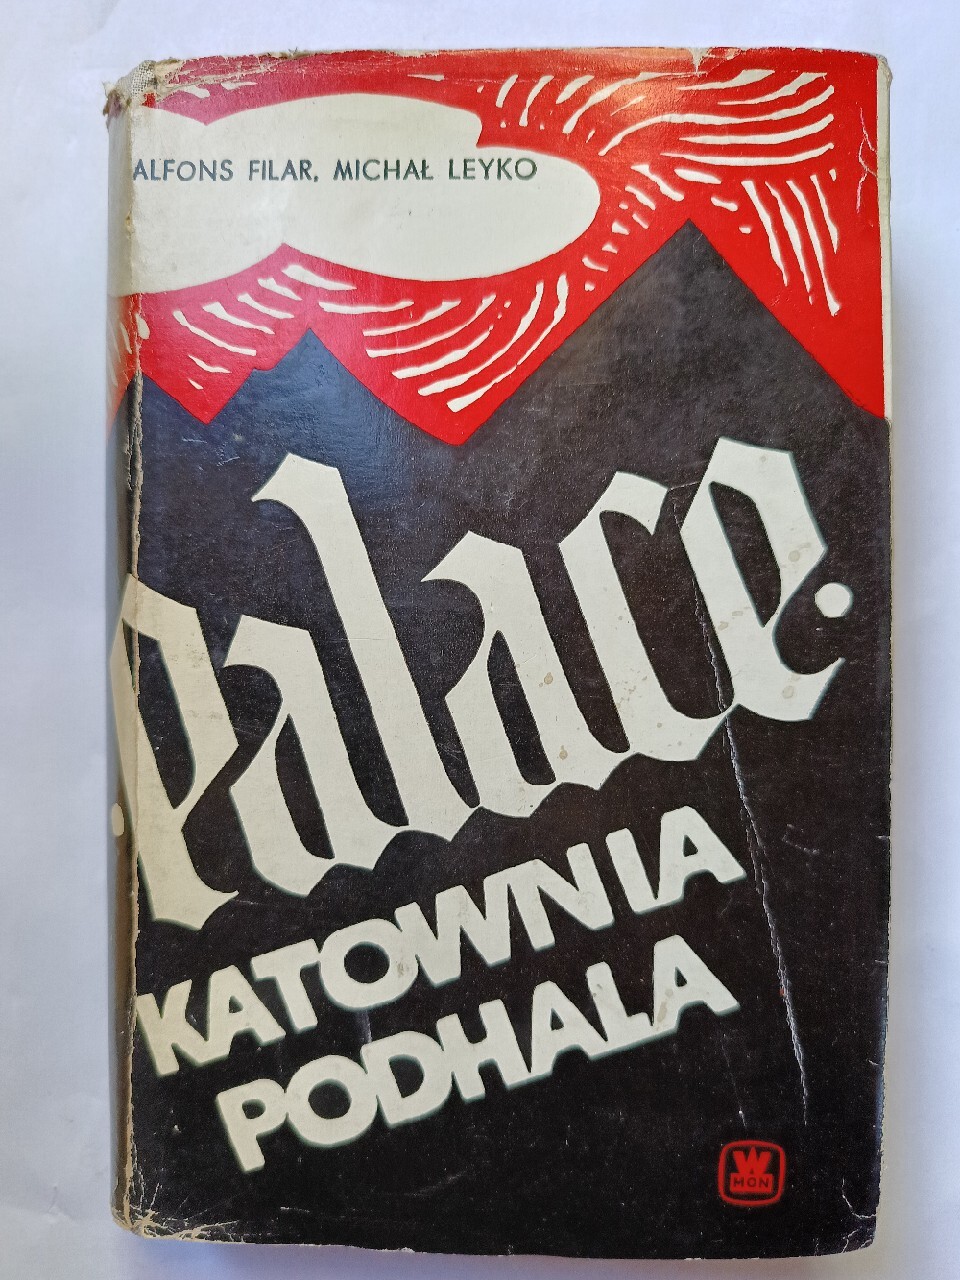 ALFONS FILAR, MICHAŁ LEYKO
Palace.
KATOWNIA
PODHALA
W
MON